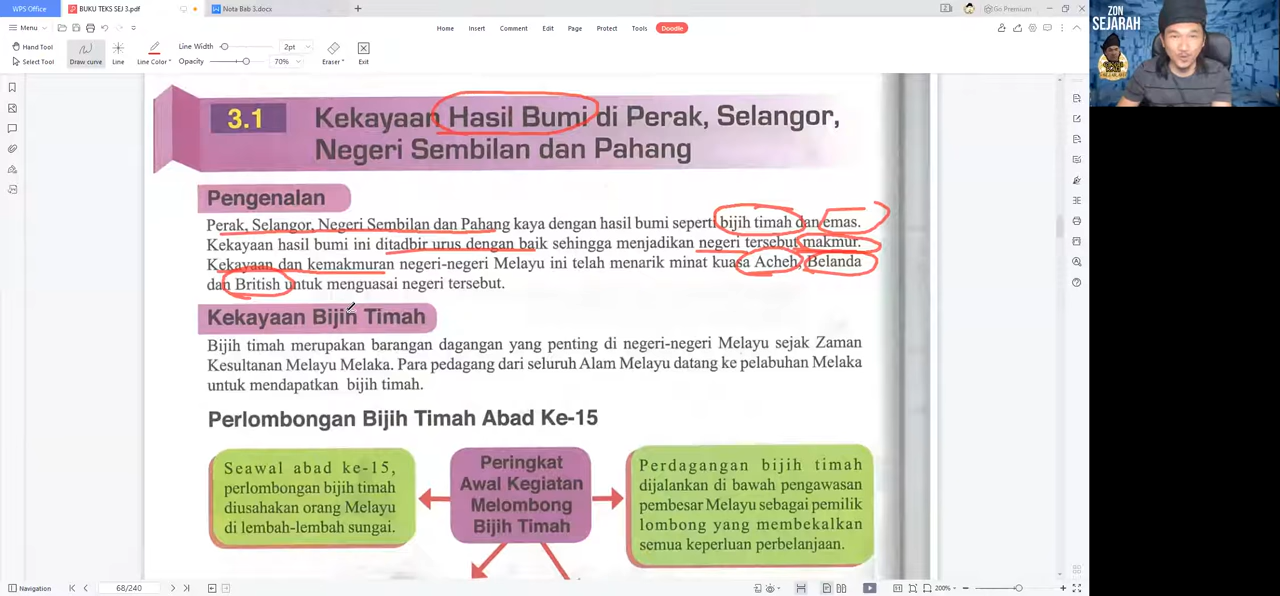 WPS Office
BUKU TEKS SEJ 3.pdf
Nota Bab 3.docx
+
Go Premium
Menu
Home
Insert
Comment
Edit
Page
Protect
Tools
Doodle
Hand Tool
Select Tool
Draw curve
Line
Line Color
Line Width
2pt
Opacity
70%
Eraser
Exit
ZON
SEJARAH
3.1
Kekayaan Hasil Bumi di Perak, Selangor,
Negeri Sembilan dan Pahang
Pengenalan
Perak, Selangor, Negeri Sembilan dan Pahang kaya dengan hasil bumi seperti bijih timah dan emas.
Kekayaan hasil bumi ini ditadbir urus dengan baik sehingga menjadikan negeri tersebut makmur.
Kekayaan dan kemakmuran negeri-negeri Melayu ini telah menarik minat kuasa Acheh, Belanda
dan British untuk menguasai negeri tersebut.
Kekayaan Bijih Timah
Bijih timah merupakan barangan dagangan yang penting di negeri-negeri Melayu sejak Zaman
Kesultanan Melayu Melaka. Para pedagang dari seluruh Alam Melayu datang ke pelabuhan Melaka
untuk mendapatkan bijih timah.
Perlombongan Bijih Timah Abad Ke-15
Seawal abad ke-15,
perlombongan bijih timah
diusahakan orang Melayu
di lembah-lembah sungai.
Peringkat
Awal Kegiatan
Melombong
Bijih Timah
Perdagangan bijih timah
dijalankan di bawah pengawasan
pembesar Melayu sebagai pemilik
lombong yang membekalkan
semua keperluan perbelanjaan.
Navigation
68/240
200%